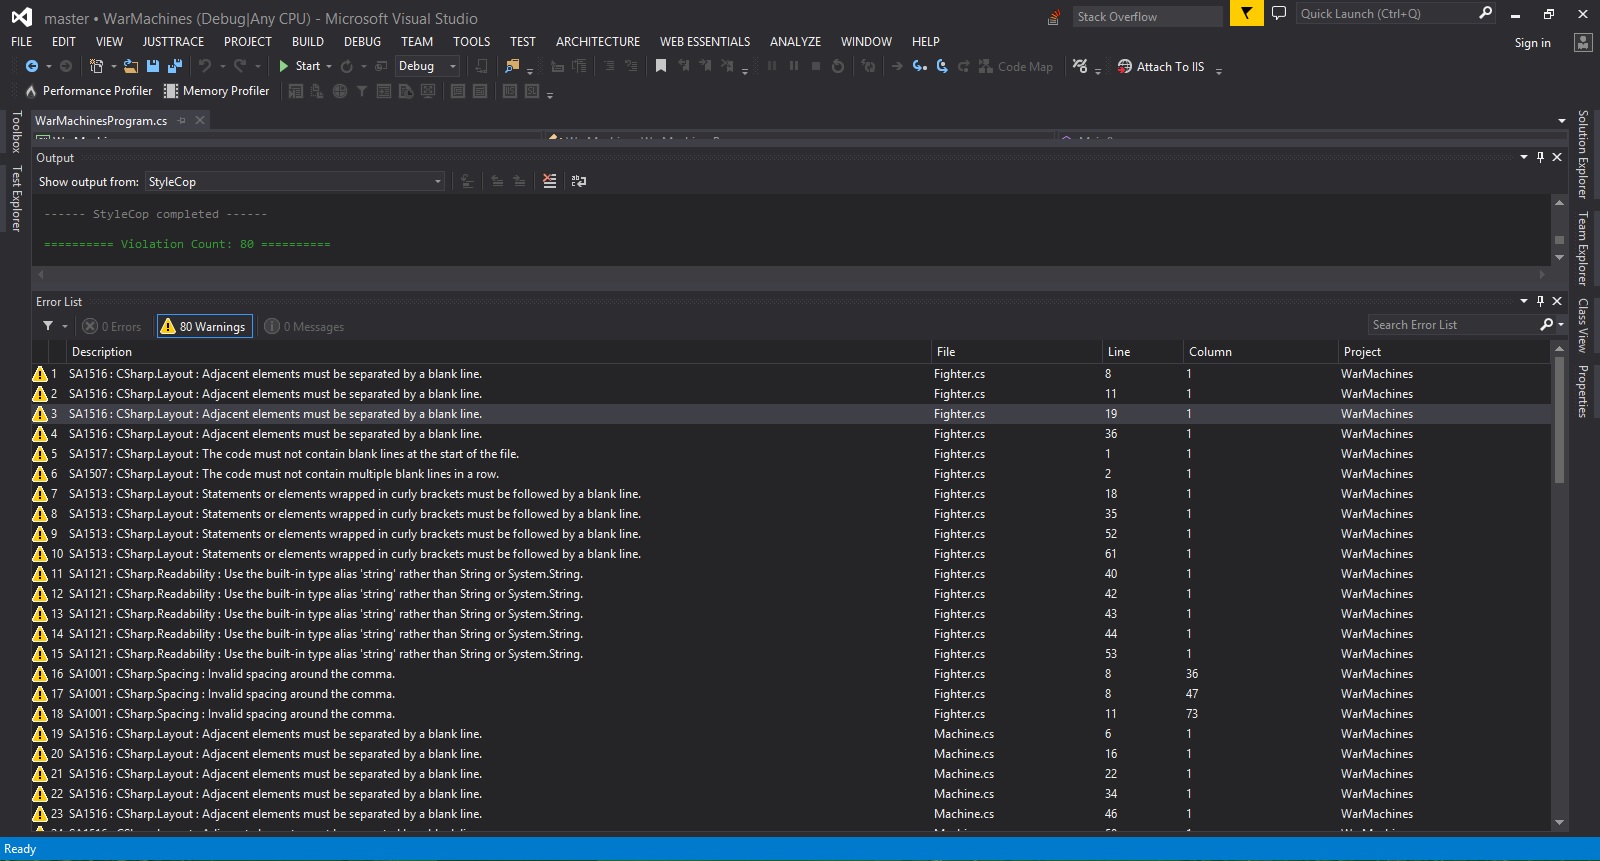 master • WarMachines (Debug|Any CPU) - Microsoft Visual Studio
Stack Overflow
Quick Launch (Ctrl+Q)
FILE EDIT VIEW JUSTTRACE PROJECT BUILD DEBUG TEAM TOOLS TEST ARCHITECTURE WEB ESSENTIALS ANALYZE WINDOW HELP
Sign in
Start Debug Code Map Attach To IIS
Performance Profiler Memory Profiler
Toolbox
Test Explorer
WarMachinesProgram.cs
Output
Show output from: StyleCop
------ StyleCop completed ------
========== Violation Count: 80 ==========
Error List
0 Errors 80 Warnings 0 Messages
Search Error List
Description File Line Column Project
1 SA1516 : CSharp.Layout : Adjacent elements must be separated by a blank line. Fighter.cs 8 1 WarMachines
2 SA1516 : CSharp.Layout : Adjacent elements must be separated by a blank line. Fighter.cs 11 1 WarMachines
3 SA1516 : CSharp.Layout : Adjacent elements must be separated by a blank line. Fighter.cs 19 1 WarMachines
4 SA1516 : CSharp.Layout : Adjacent elements must be separated by a blank line. Fighter.cs 36 1 WarMachines
5 SA1517 : CSharp.Layout : The code must not contain blank lines at the start of the file. Fighter.cs 1 1 WarMachines
6 SA1507 : CSharp.Layout : The code must not contain multiple blank lines in a row. Fighter.cs 2 1 WarMachines
7 SA1513 : CSharp.Layout : Statements or elements wrapped in curly brackets must be followed by a blank line. Fighter.cs 18 1 WarMachines
8 SA1513 : CSharp.Layout : Statements or elements wrapped in curly brackets must be followed by a blank line. Fighter.cs 35 1 WarMachines
9 SA1513 : CSharp.Layout : Statements or elements wrapped in curly brackets must be followed by a blank line. Fighter.cs 52 1 WarMachines
10 SA1513 : CSharp.Layout : Statements or elements wrapped in curly brackets must be followed by a blank line. Fighter.cs 61 1 WarMachines
11 SA1121 : CSharp.Readability : Use the built-in type alias 'string' rather than String or System.String. Fighter.cs 40 1 WarMachines
12 SA1121 : CSharp.Readability : Use the built-in type alias 'string' rather than String or System.String. Fighter.cs 42 1 WarMachines
13 SA1121 : CSharp.Readability : Use the built-in type alias 'string' rather than String or System.String. Fighter.cs 43 1 WarMachines
14 SA1121 : CSharp.Readability : Use the built-in type alias 'string' rather than String or System.String. Fighter.cs 44 1 WarMachines
15 SA1121 : CSharp.Readability : Use the built-in type alias 'string' rather than String or System.String. Fighter.cs 53 1 WarMachines
16 SA1001 : CSharp.Spacing : Invalid spacing around the comma. Fighter.cs 8 36 WarMachines
17 SA1001 : CSharp.Spacing : Invalid spacing around the comma. Fighter.cs 8 47 WarMachines
18 SA1001 : CSharp.Spacing : Invalid spacing around the comma. Fighter.cs 11 73 WarMachines
19 SA1516 : CSharp.Layout : Adjacent elements must be separated by a blank line. Machine.cs 6 1 WarMachines
20 SA1516 : CSharp.Layout : Adjacent elements must be separated by a blank line. Machine.cs 16 1 WarMachines
21 SA1516 : CSharp.Layout : Adjacent elements must be separated by a blank line. Machine.cs 22 1 WarMachines
22 SA1516 : CSharp.Layout : Adjacent elements must be separated by a blank line. Machine.cs 34 1 WarMachines
23 SA1516 : CSharp.Layout : Adjacent elements must be separated by a blank line. Machine.cs 46 1 WarMachines
Solution Explorer
Team Explorer
Class View
Properties
Ready